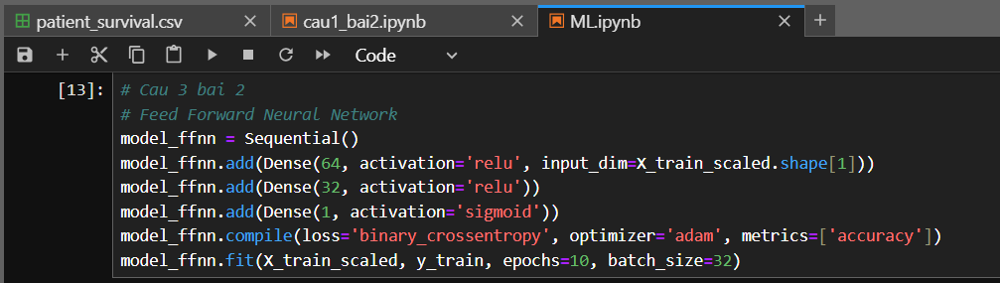 patient_survival.csv cau1_bai2.ipynb ML.ipynb
Code
[13]: # Cau 3 bai 2
# Feed Forward Neural Network
model_ffnn = Sequential()
model_ffnn.add(Dense(64, activation='relu', input_dim=X_train_scaled.shape[1]))
model_ffnn.add(Dense(32, activation='relu'))
model_ffnn.add(Dense(1, activation='sigmoid'))
model_ffnn.compile(loss='binary_crossentropy', optimizer='adam', metrics=['accuracy'])
model_ffnn.fit(X_train_scaled, y_train, epochs=10, batch_size=32)